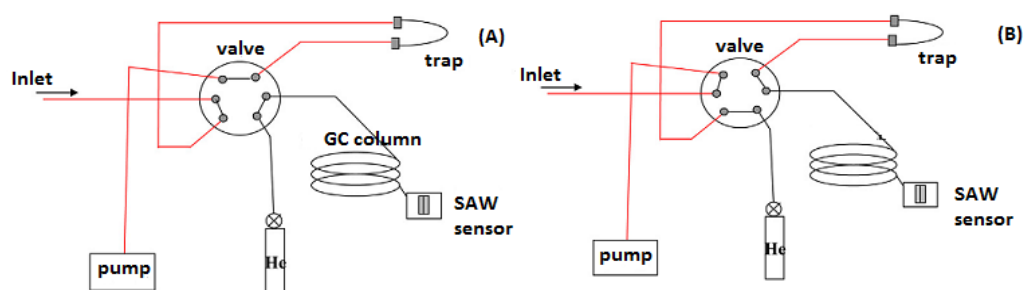 (A)
valve
trap
Inlet
GC column
SAW
sensor
pump
He
(B)
valve
trap
Inlet
SAW
sensor
pump
He